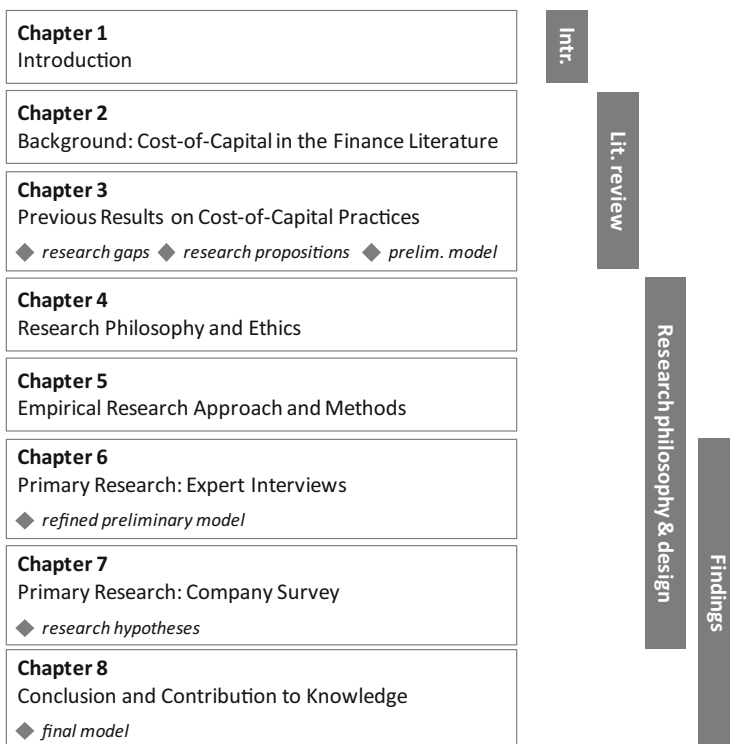 Chapter 1
Introduction
Chapter 2
Background: Cost-of-Capital in the Finance Literature
Chapter 3
Previous Results on Cost-of-Capital Practices
◆ research gaps ◆ research propositions ◆ prelim. model
Chapter 4
Research Philosophy and Ethics
Chapter 5
Empirical Research Approach and Methods
Chapter 6
Primary Research: Expert Interviews
◆ refined preliminary model
Chapter 7
Primary Research: Company Survey
◆ research hypotheses
Chapter 8
Conclusion and Contribution to Knowledge
◆ final model
Intr.
Lit. review
Research philosophy & design
Findings